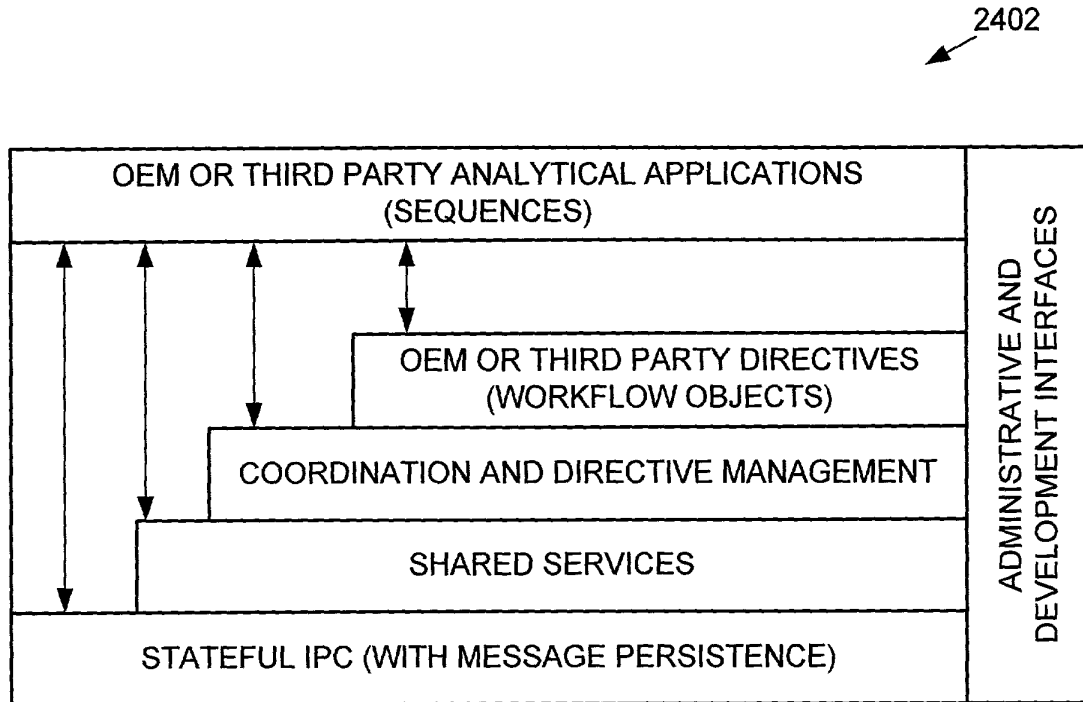 2402
OEM OR THIRD PARTY ANALYTICAL APPLICATIONS
(SEQUENCES)
OEM OR THIRD PARTY DIRECTIVES
(WORKFLOW OBJECTS)
COORDINATION AND DIRECTIVE MANAGEMENT
SHARED SERVICES
STATEFUL IPC (WITH MESSAGE PERSISTENCE)
ADMINISTRATIVE AND
DEVELOPMENT INTERFACES